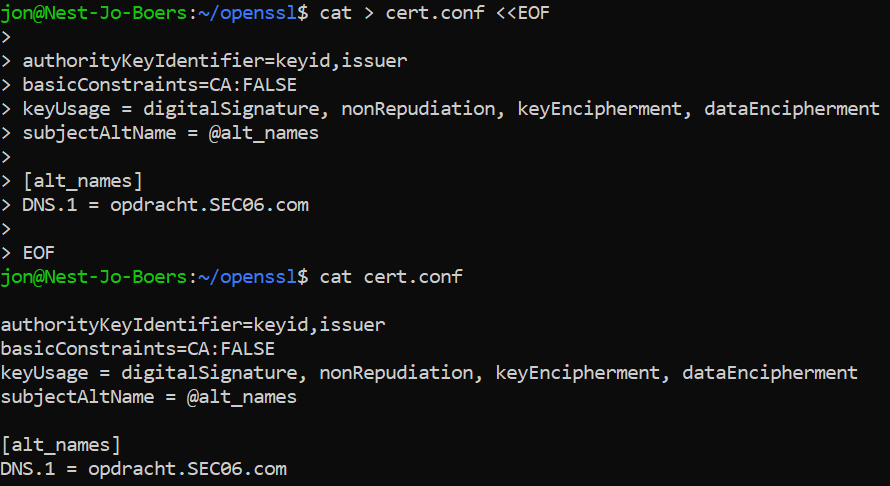 jon@Nest-Jo-Boers:~/openssl$ cat > cert.conf <<EOF
>
> authorityKeyIdentifier=keyid,issuer
> basicConstraints=CA:FALSE
> keyUsage = digitalSignature, nonRepudiation, keyEncipherment, dataEncipherment
> subjectAltName = @alt_names
>
> [alt_names]
> DNS.1 = opdracht.SEC06.com
>
> EOF
jon@Nest-Jo-Boers:~/openssl$ cat cert.conf

authorityKeyIdentifier=keyid,issuer
basicConstraints=CA:FALSE
keyUsage = digitalSignature, nonRepudiation, keyEncipherment, dataEncipherment
subjectAltName = @alt_names

[alt_names]
DNS.1 = opdracht.SEC06.com